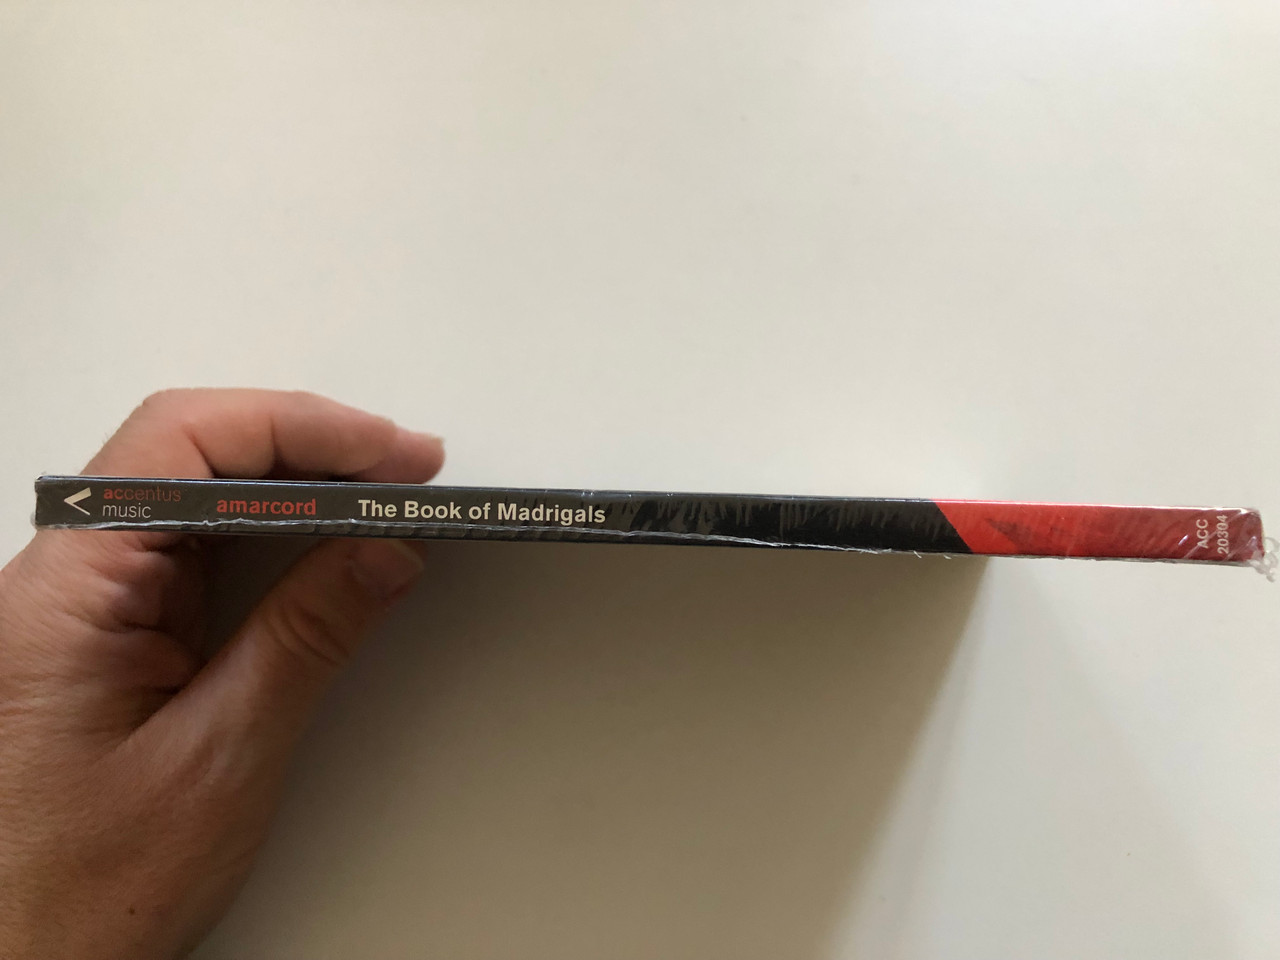 accentus
music
amarcord
The Book of Madrigals
ACC
20304